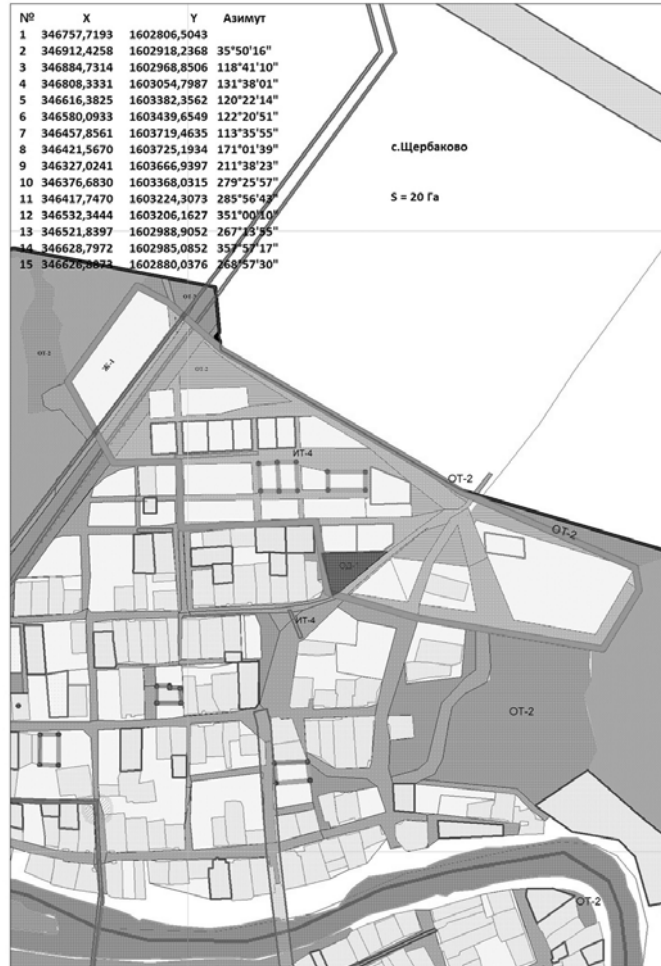 № X Y Азимут
1 346757,7193 1602806,5043
2 346912,4258 1602918,2368 35°50'16"
3 346884,7314 1602968,8506 118°41'10"
4 346808,3331 1603054,7987 131°38'01"
5 346616,3825 1603382,3562 120°22'14"
6 346580,0933 1603439,6549 122°20'51"
7 346457,8561 1603719,4635 113°35'55"
8 346421,5670 1603725,1934 171°01'39"
9 346327,0241 1603666,9397 211°38'23"
10 346376,6830 1603368,0315 279°25'57"
11 346417,7470 1603224,3073 285°56'43"
12 346532,3444 1603206,1627 351°00'10"
13 346521,8397 1602988,9052 267°13'55"
14 346628,7972 1602985,0852 357°57'17"
15 346626,8873 1602880,0376 268°57'30"
с.Щербаково
S = 20 Га
ИТ-4
ОТ-2
ОТ-2
ИТ-4
ОТ-2
ОТ-2